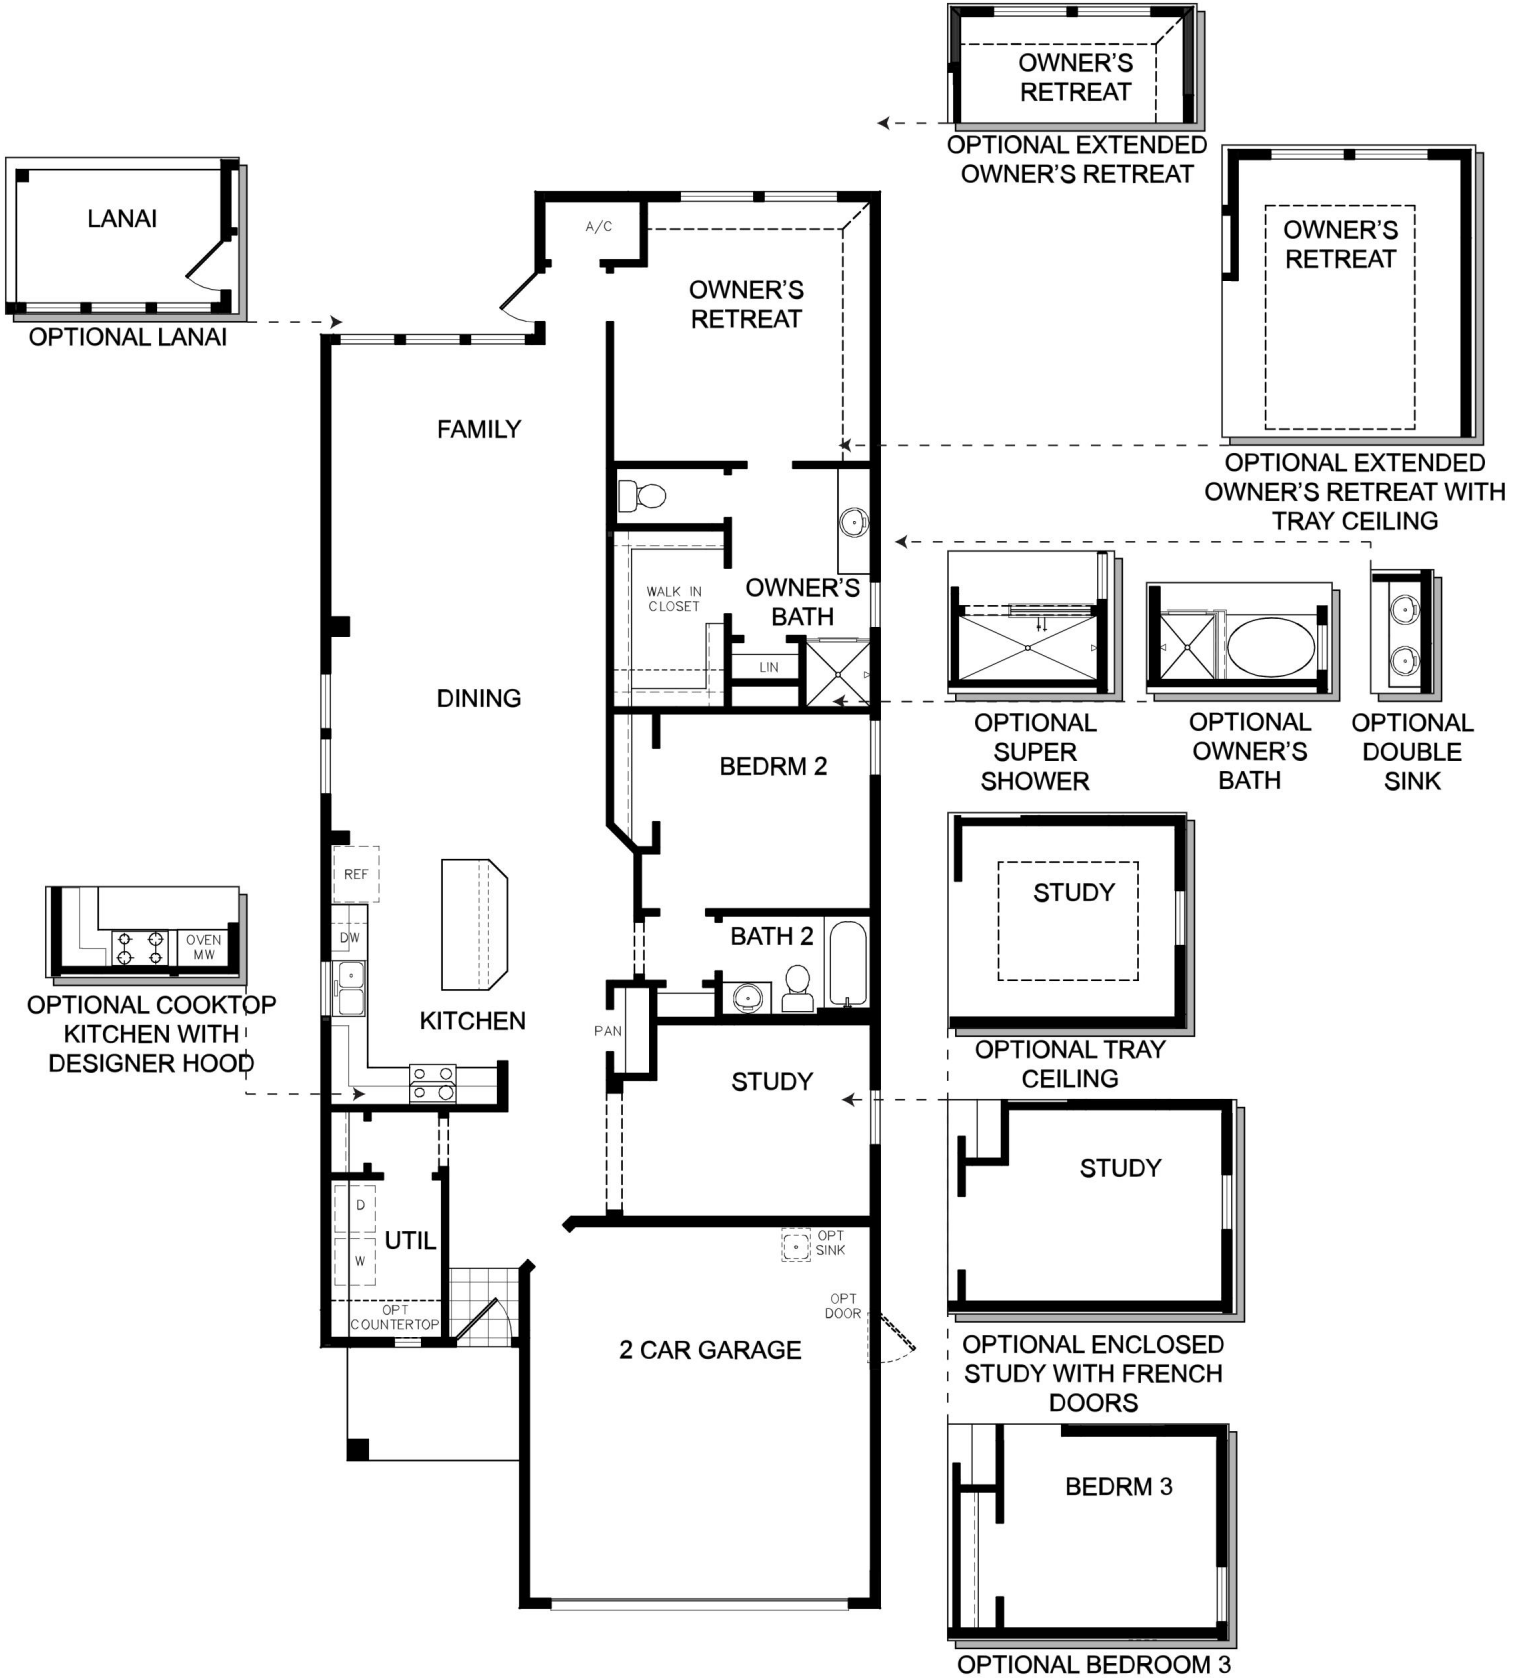 OWNER'S
RETREAT
OPTIONAL EXTENDED
OWNER'S RETREAT
LANAI
OPTIONAL LANAI
A/C
OWNER'S
RETREAT
OWNER'S
RETREAT
OPTIONAL EXTENDED
OWNER'S RETREAT WITH
TRAY CEILING
FAMILY
WALK IN
CLOSET
OWNER'S
BATH
LIN
DINING
OPTIONAL
SUPER
SHOWER
OPTIONAL
OWNER'S
BATH
OPTIONAL
DOUBLE
SINK
BEDRM 2
REF
DW
STUDY
OPTIONAL TRAY
CEILING
OVEN
MW
OPTIONAL COOKTOP
KITCHEN WITH
DESIGNER HOOD
BATH 2
KITCHEN
PAN
STUDY
STUDY
OPTIONAL ENCLOSED
STUDY WITH FRENCH
DOORS
D
UTIL
W
OPT
COUNTERTOP
OPT
SINK
OPT
DOOR
2 CAR GARAGE
BEDRM 3
OPTIONAL BEDROOM 3